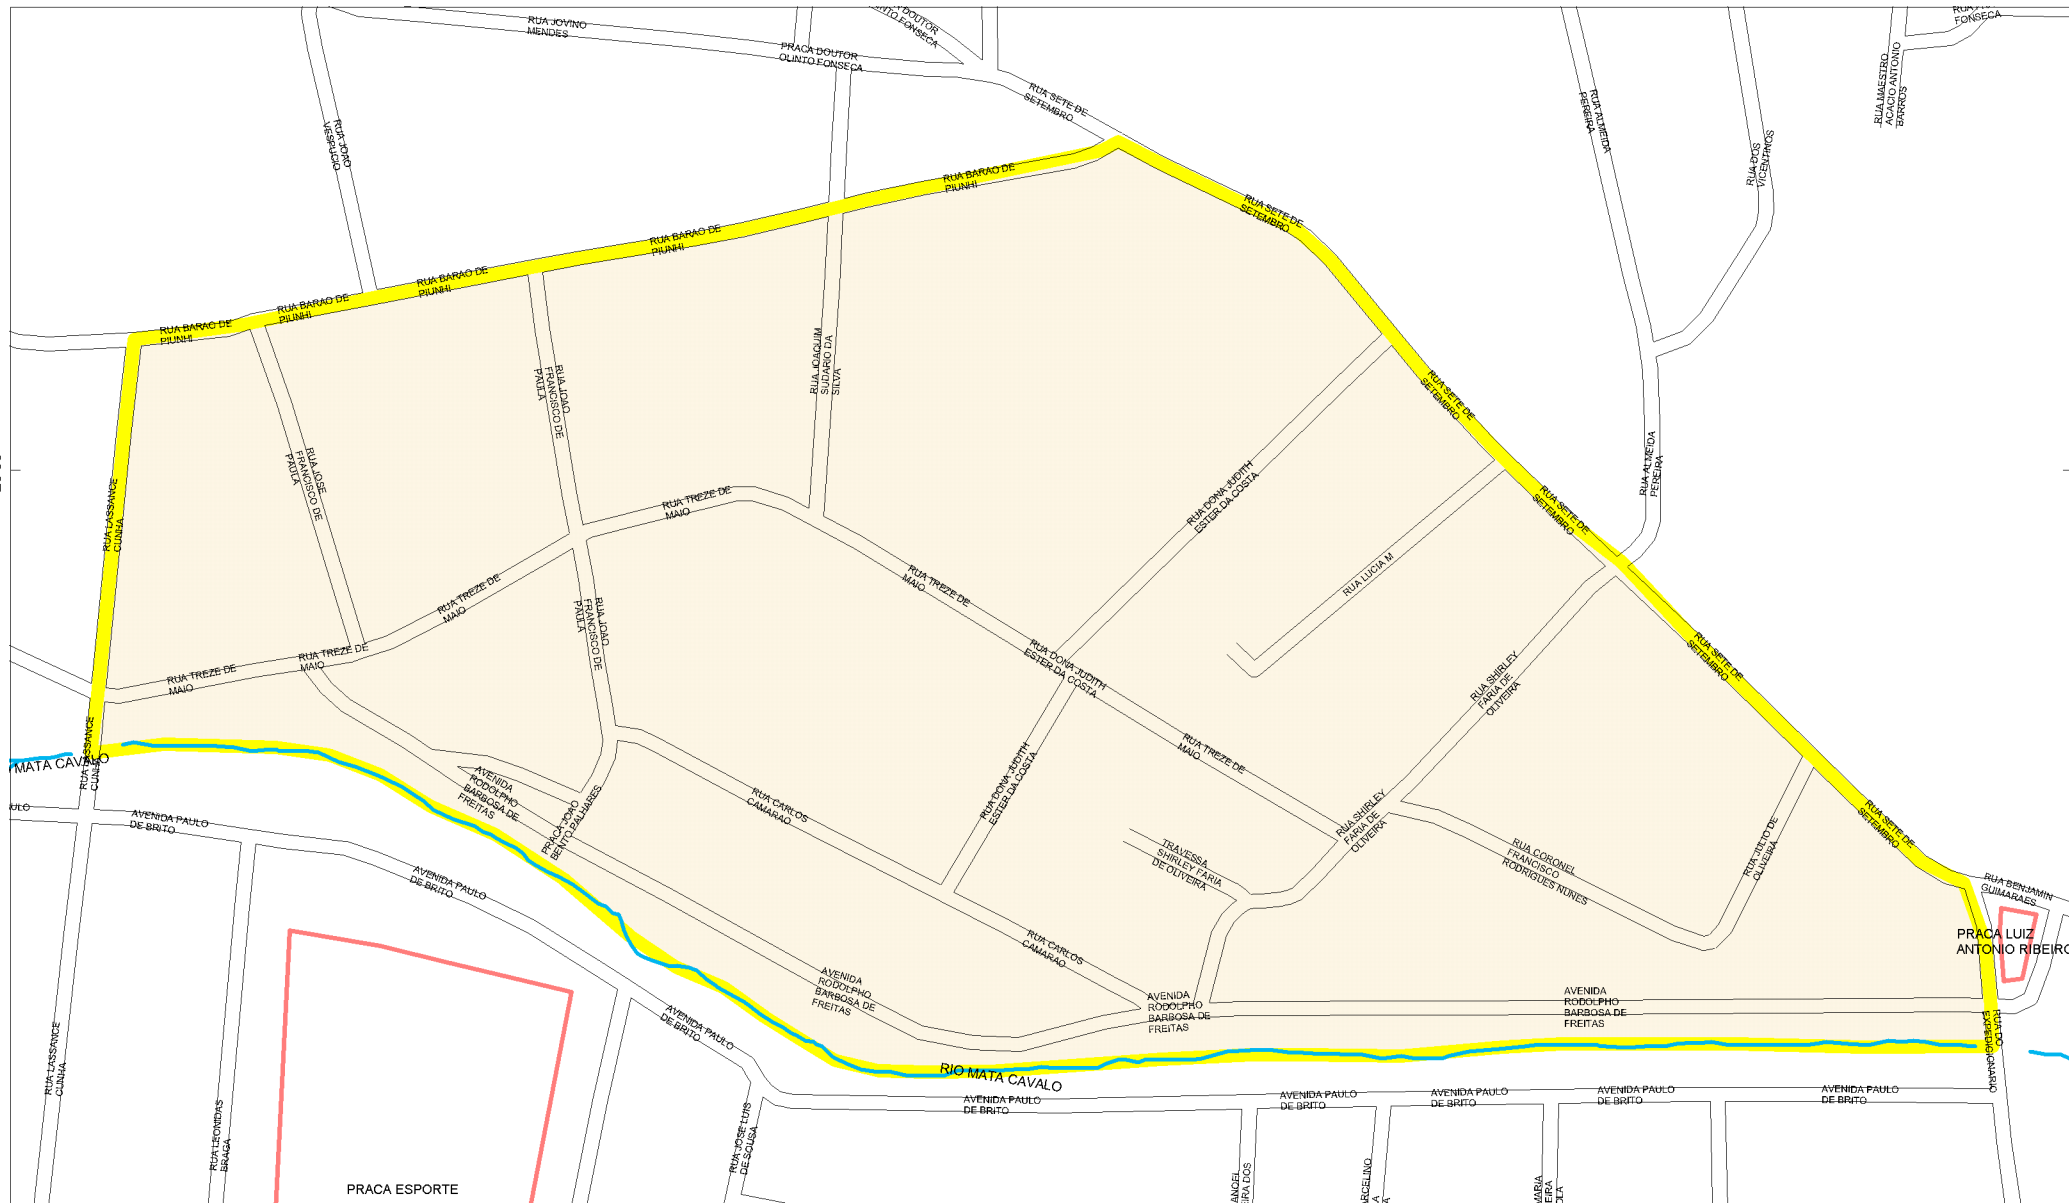 RUA JOVINO
MENDES
DOUTOR
OLINTO FONSECA
PRACA DOUTOR
OLINTO FONSECA
RUA SETE DE
SETEMBRO
FONSECA
RUA MAESTRO
ACACIO ANTONIO
BARROS
RUA ALMEIDA
PEREIRA
RUA DOS
VICENTINOS
RUA JOAO
VESPUCIO
RUA BARAO DE
PIUNHI
RUA SETE DE
SETEMBRO
RUA BARAO DE
PIUNHI
RUA BARAO DE
PIUNHI
RUA BARAO DE
PIUNHI
RUA BARAO DE
PIUNHI
RUA JOAO
FRANCISCO DE
PAULA
RUA JOAQUIM
SUDARIO DA
SILVA
RUA SETE DE
SETEMBRO
RUA JOSE
FRANCISCO DE
PAULA
RUA LASSANCE
CUNHA
RUA TREZE DE
MAIO
RUA DONA JUDITH
ESTER DA COSTA
RUA SETE DE
SETEMBRO
RUA ALMEIDA
PEREIRA
RUA LUCIA M
RUA TREZE DE
MAIO
RUA TREZE DE
MAIO
RUA JOAO
FRANCISCO DE
PAULA
RUA TREZE DE
MAIO
RUA TREZE DE
MAIO
RUA DONA JUDITH
ESTER DA COSTA
RUA SHIRLEY
FARIA DE
OLIVEIRA
RUA SETE DE
SETEMBRO
RUA LASSANCE
CUNHA
MATA CAVALO
RUA TREZE DE
MAIO
AVENIDA
RODOLPHO
BARBOSA DE
FREITAS
PRACA JOAO
BENTO PALHARES
RUA CARLOS
CAMARAO
RUA DONA JUDITH
ESTER DA COSTA
RUA SHIRLEY
FARIA DE
OLIVEIRA
TRAVESSA
SHIRLEY FARIA
DE OLIVEIRA
RUA CORONEL
FRANCISCO
RODRIGUES NUNES
RUA JULIO DE
OLIVEIRA
RUA SETE DE
SETEMBRO
AVENIDA PAULO
DE BRITO
AVENIDA PAULO
DE BRITO
RUA BENJAMIN
GUIMARAES
PRACA LUIZ
ANTONIO RIBEIRO
RUA CARLOS
CAMARAO
AVENIDA
RODOLPHO
BARBOSA DE
FREITAS
AVENIDA
RODOLPHO
BARBOSA DE
FREITAS
AVENIDA
RODOLPHO
BARBOSA DE
FREITAS
RUA DO
EXPEDICIONARIO
AVENIDA PAULO
DE BRITO
RIO MATA CAVALO
RUA LASSANCE
CUNHA
RUA LEONIDAS
BRAGA
RUA JOSE LUIS
DE SOUSA
AVENIDA PAULO
DE BRITO
AVENIDA PAULO
DE BRITO
AVENIDA PAULO
DE BRITO
AVENIDA PAULO
DE BRITO
AVENIDA PAULO
DE BRITO
PRACA ESPORTE